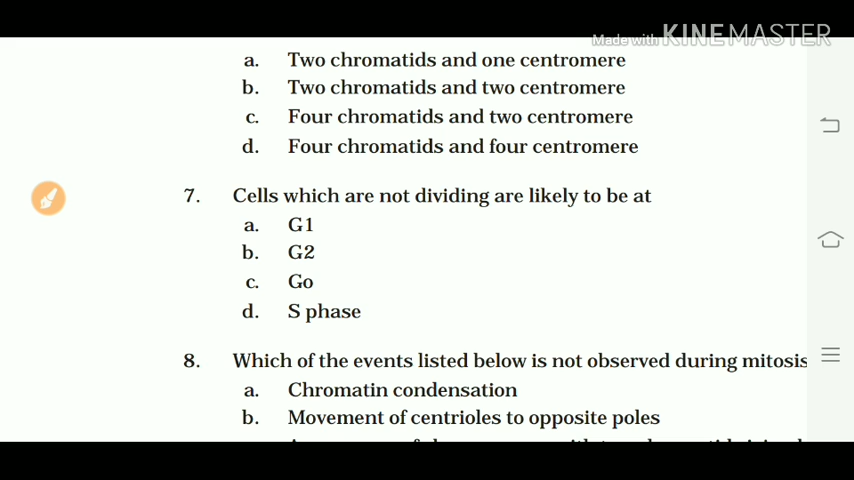 Made with KINEMASTER
a. Two chromatids and one centromere
b. Two chromatids and two centromere
c. Four chromatids and two centromere
d. Four chromatids and four centromere
7. Cells which are not dividing are likely to be at
a. G1
b. G2
c. Go
d. S phase
8. Which of the events listed below is not observed during mitosis
a. Chromatin condensation
b. Movement of centrioles to opposite poles